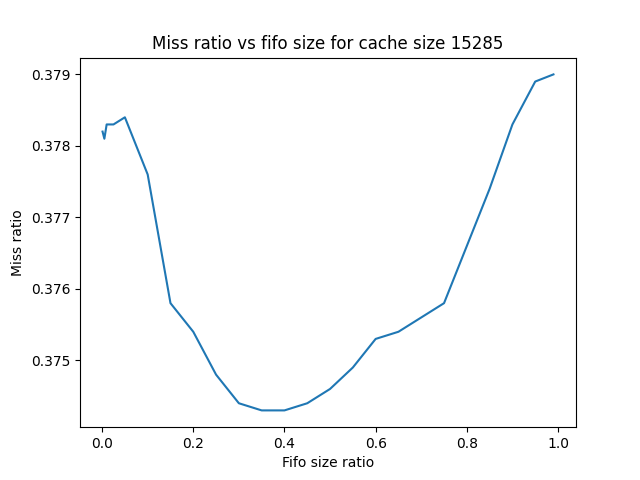 Miss ratio vs fifo size for cache size 15285
0.379
0.378
0.377
0.376
0.375
Miss ratio
0.0 0.2 0.4 0.6 0.8 1.0
Fifo size ratio